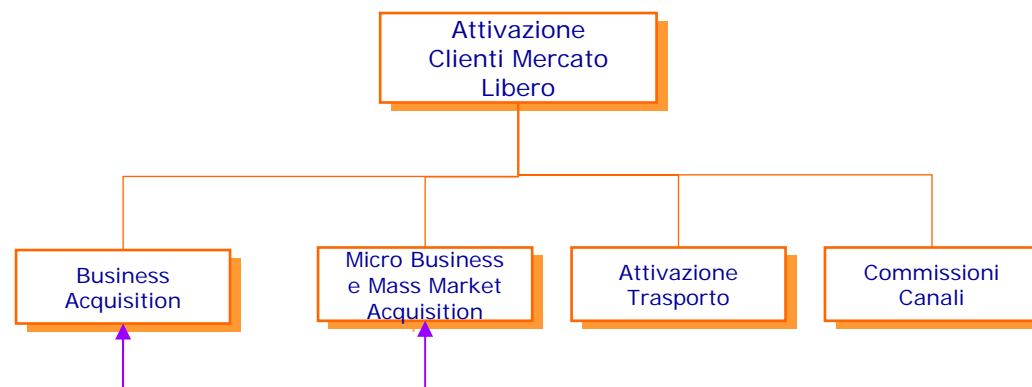 Attivazione
Clienti Mercato
Libero
Business
Acquisition
Micro Business
e Mass Market
Acquisition
Attivazione
Trasporto
Commissioni
Canali